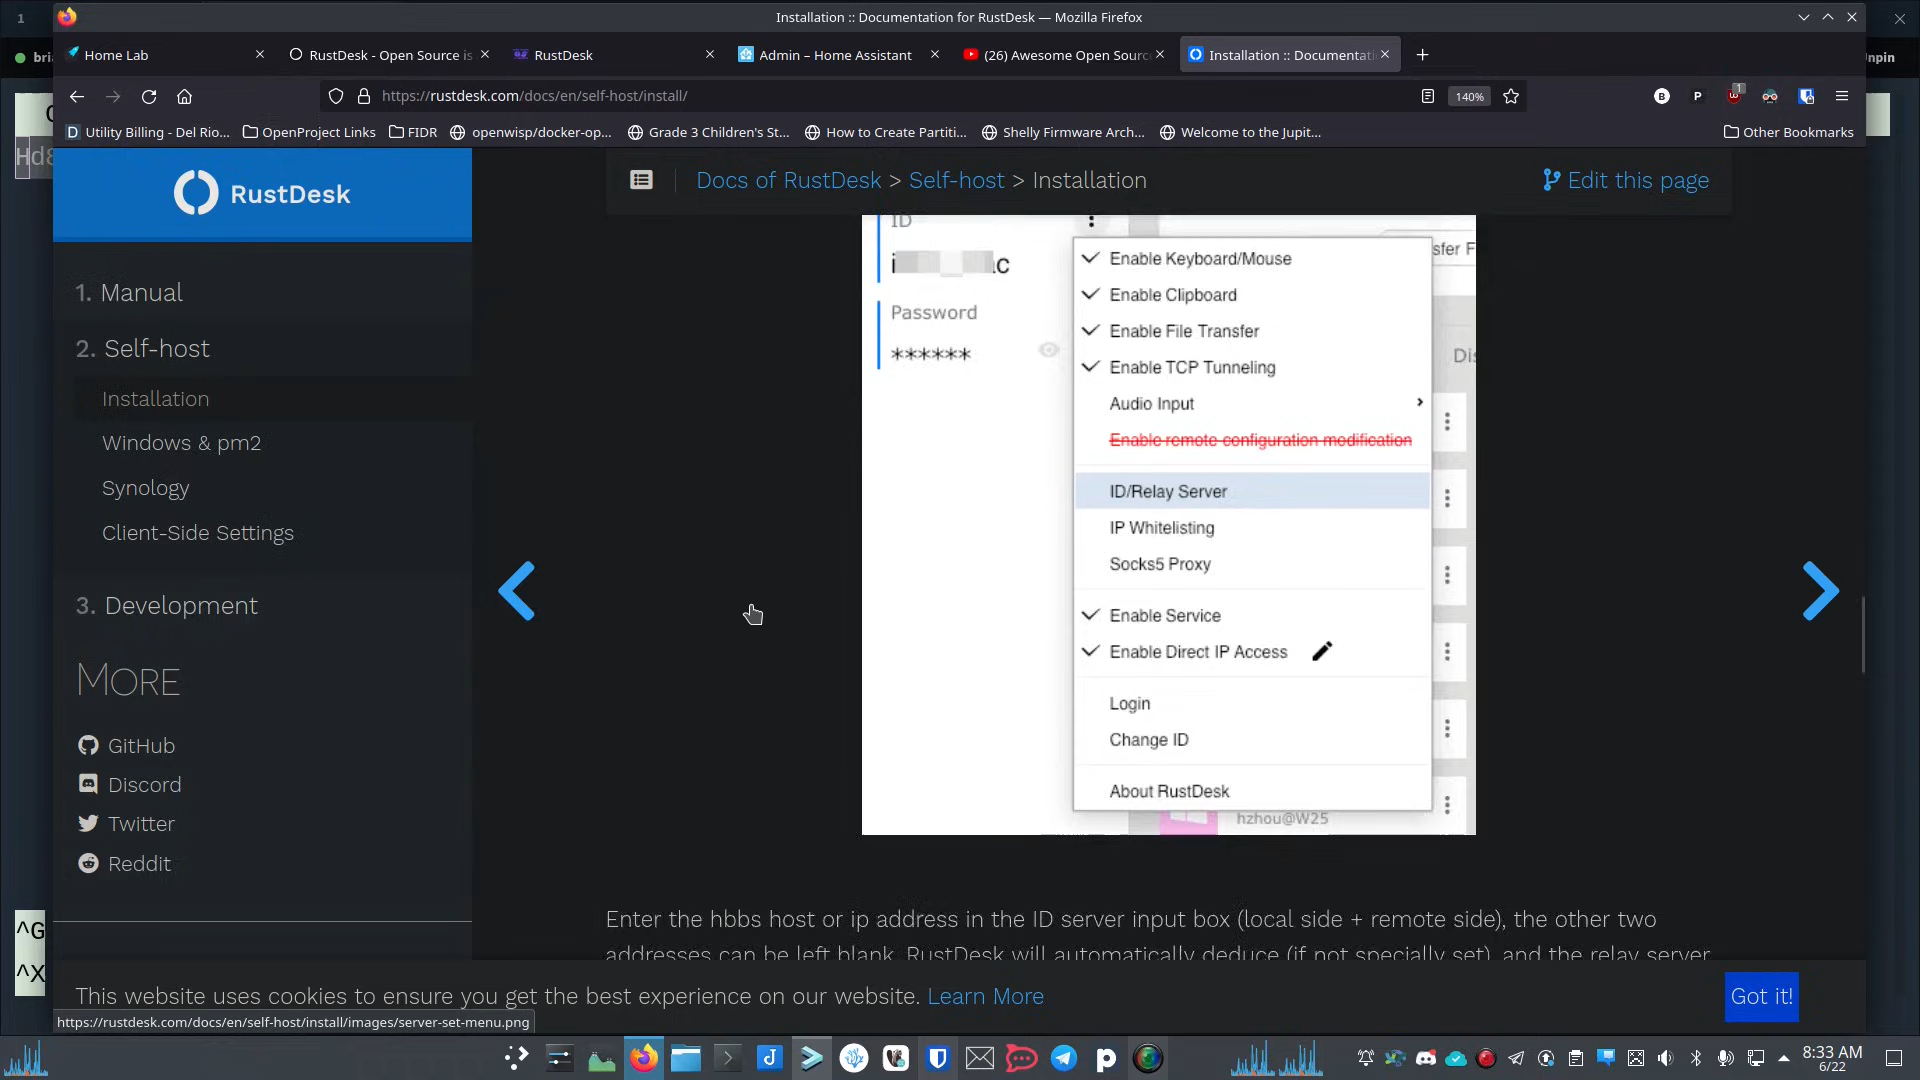 1
Installation :: Documentation for RustDesk — Mozilla Firefox
Home Lab
RustDesk - Open Source is
RustDesk
Admin – Home Assistant
(26) Awesome Open Sourc
Installation :: Documentati
bri
npin
https://rustdesk.com/docs/en/self-host/install/
140%
B
P
1
Utility Billing - Del Rio...
OpenProject Links
FIDR
openwisp/docker-op...
Grade 3 Children's St...
How to Create Partiti...
Shelly Firmware Arch...
Welcome to the Jupit...
Other Bookmarks
Hd8
RustDesk
Docs of RustDesk > Self-host > Installation
Edit this page
1. Manual
2. Self-host
Installation
Windows & pm2
Synology
Client-Side Settings
3. Development
MORE
GitHub
Discord
Twitter
Reddit
ID
i
c
Password
******
sfer F
Dis
Enable Keyboard/Mouse
Enable Clipboard
Enable File Transfer
Enable TCP Tunneling
Audio Input
Enable remote configuration modification
ID/Relay Server
IP Whitelisting
Socks5 Proxy
Enable Service
Enable Direct IP Access
Login
Change ID
About RustDesk
hzhou@W25
^G
^X
Enter the hbbs host or ip address in the ID server input box (local side + remote side), the other two
addresses can be left blank, RustDesk will automatically deduce (if not specially set), and the relay server
This website uses cookies to ensure you get the best experience on our website. Learn More
Got it!
https://rustdesk.com/docs/en/self-host/install/images/server-set-menu.png
8:33 AM
6/22